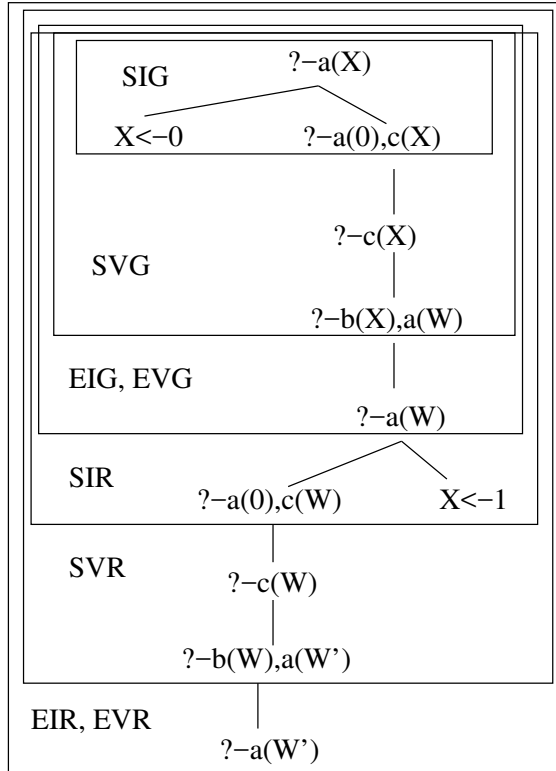 ?−a(X)
SIG
X<−0 ?−a(0),c(X)
?−c(X)
SVG
?−b(X),a(W)
EIG, EVG
?−a(W)
SIR
?−a(0),c(W) X<−1
SVR
?−c(W)
?−b(W),a(W’)
EIR, EVR
?−a(W’)